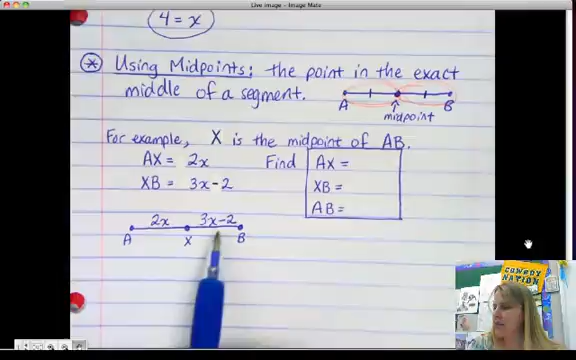 Live Image - Image Mate
4 = x
* Using Midpoints: the point in the exact
middle of a segment.
A B
midpoint
For example, X is the midpoint of AB.
AX = 2x Find AX =
XB = 3x-2 XB =
AB =
2x 3x-2
A X B
COWBOY
NATION